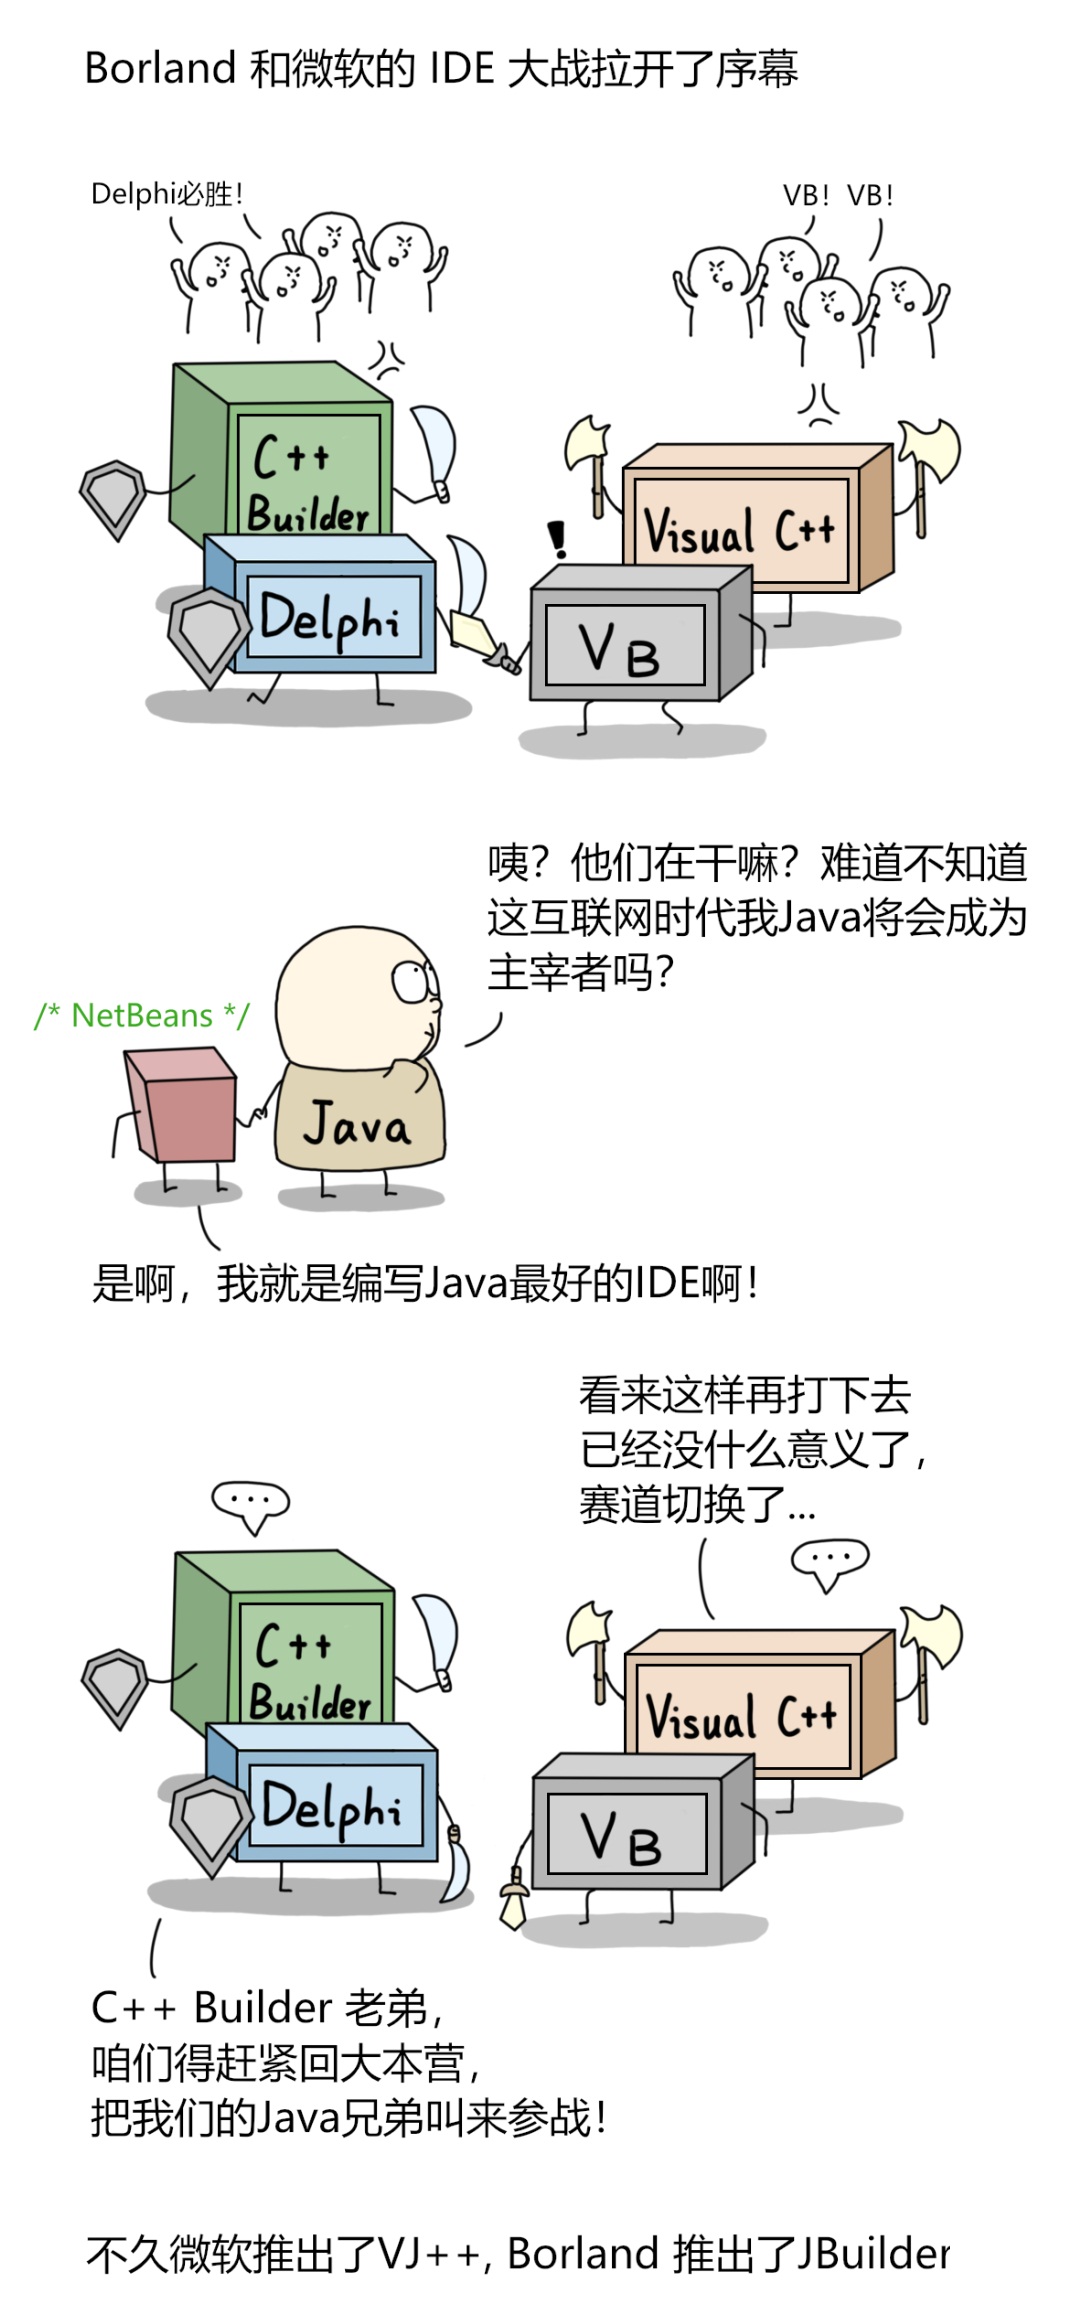 Borland 和微软的 IDE 大战拉开了序幕
Delphi必胜！
VB！VB！
C++
Builder
Delphi
Visual C++
VB
咦？他们在干嘛？难道不知道
这互联网时代我Java将会成为
主宰者吗？
/* NetBeans */
Java
是啊，我就是编写Java最好的IDE啊！
看来这样再打下去
已经没什么意义了，
赛道切换了...
C++
Builder
Delphi
Visual C++
VB
C++ Builder 老弟，
咱们得赶紧回大本营，
把我们的Java兄弟叫来参战！
不久微软推出了VJ++, Borland 推出了JBuilder